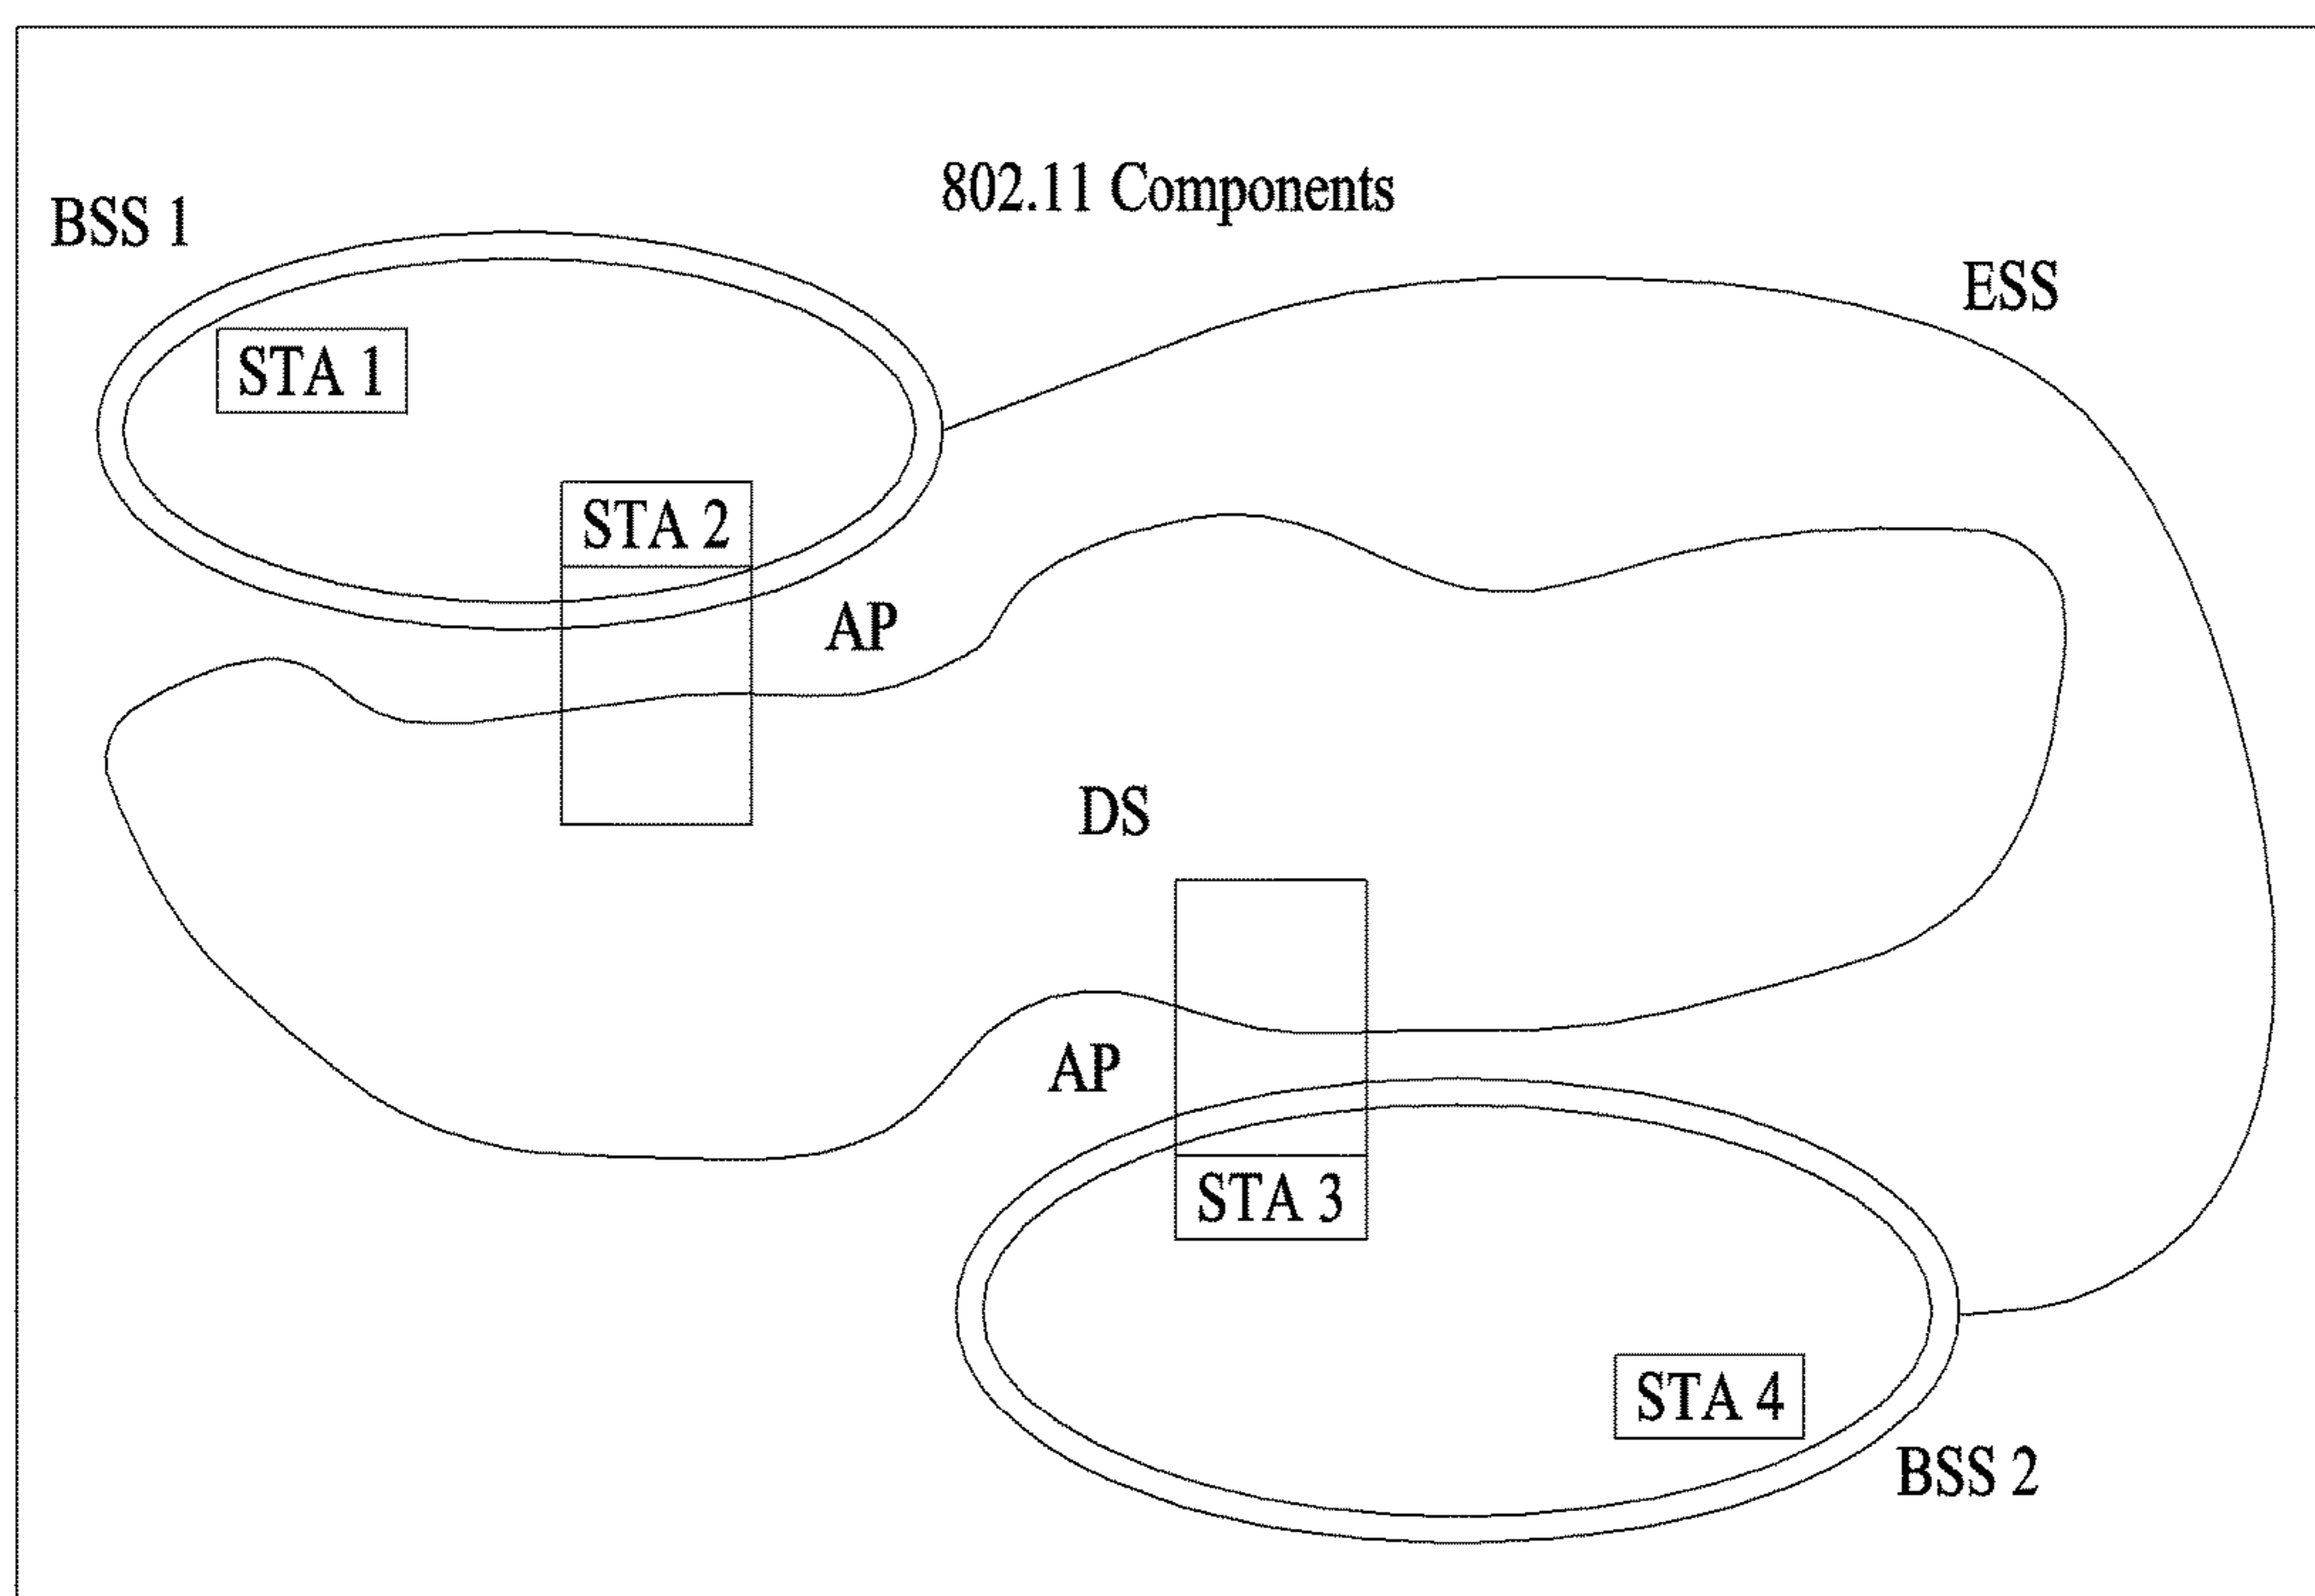 802.11 Components
BSS 1
ESS
STA 1
STA 2
AP
DS
AP
STA 3
STA 4
BSS 2